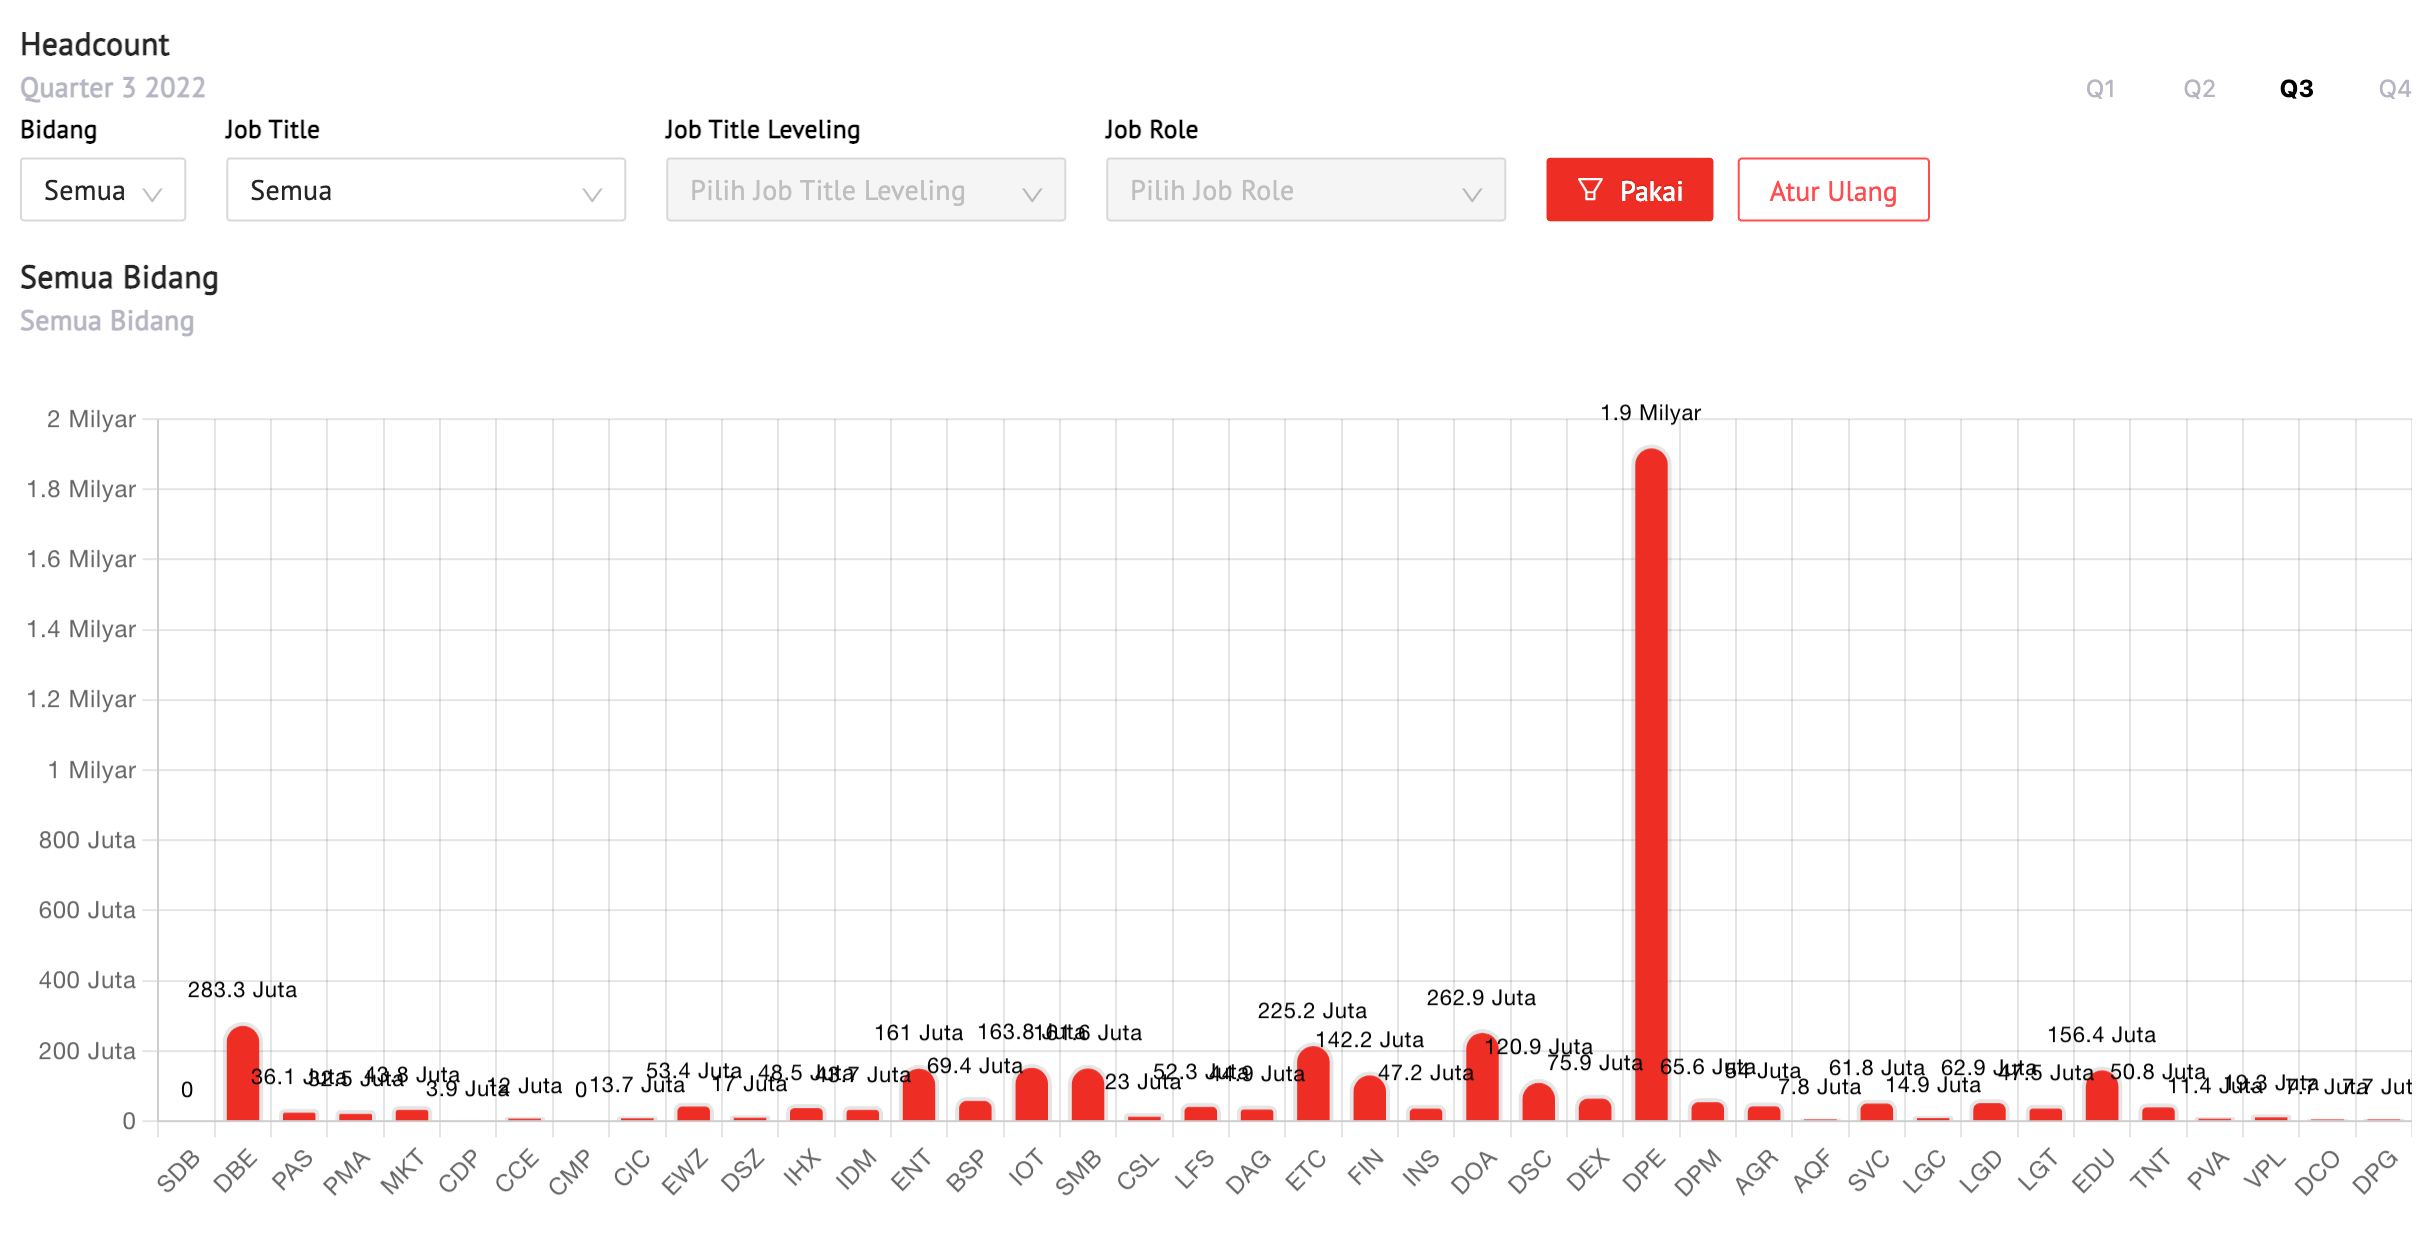 Headcount
Quarter 3 2022
Q1 Q2 Q3 Q4
Bidang Job Title Job Title Leveling Job Role
Semua Semua Pilih Job Title Leveling Pilih Job Role Pakai Atur Ulang
Semua Bidang
Semua Bidang
2 Milyar
1.8 Milyar
1.6 Milyar
1.4 Milyar
1.2 Milyar
1 Milyar
800 Juta
600 Juta
400 Juta
200 Juta
0
0
283.3 Juta
36.1 Juta
32.5 Juta
43.8 Juta
3.9 Juta
12 Juta
0
13.7 Juta
53.4 Juta
17 Juta
48.5 Juta
43.7 Juta
161 Juta
69.4 Juta
163.8 Juta
161.6 Juta
23 Juta
52.3 Juta
44.9 Juta
225.2 Juta
142.2 Juta
47.2 Juta
262.9 Juta
120.9 Juta
75.9 Juta
1.9 Milyar
65.6 Juta
54 Juta
7.8 Juta
61.8 Juta
14.9 Juta
62.9 Juta
47.5 Juta
156.4 Juta
50.8 Juta
11.4 Juta
19.3 Juta
7.7 Juta
7.7 Jut
SDB DBE PAS PMA MKT CDP CCE CMP CIC EWZ DSZ IHX IDM ENT BSP IOT SMB CSL LFS DAG ETC FIN INS DOA DSC DEX DPE DPM AGR AQF SVC LGC LGD LGT EDU TNT PVA VPL DCO DPG